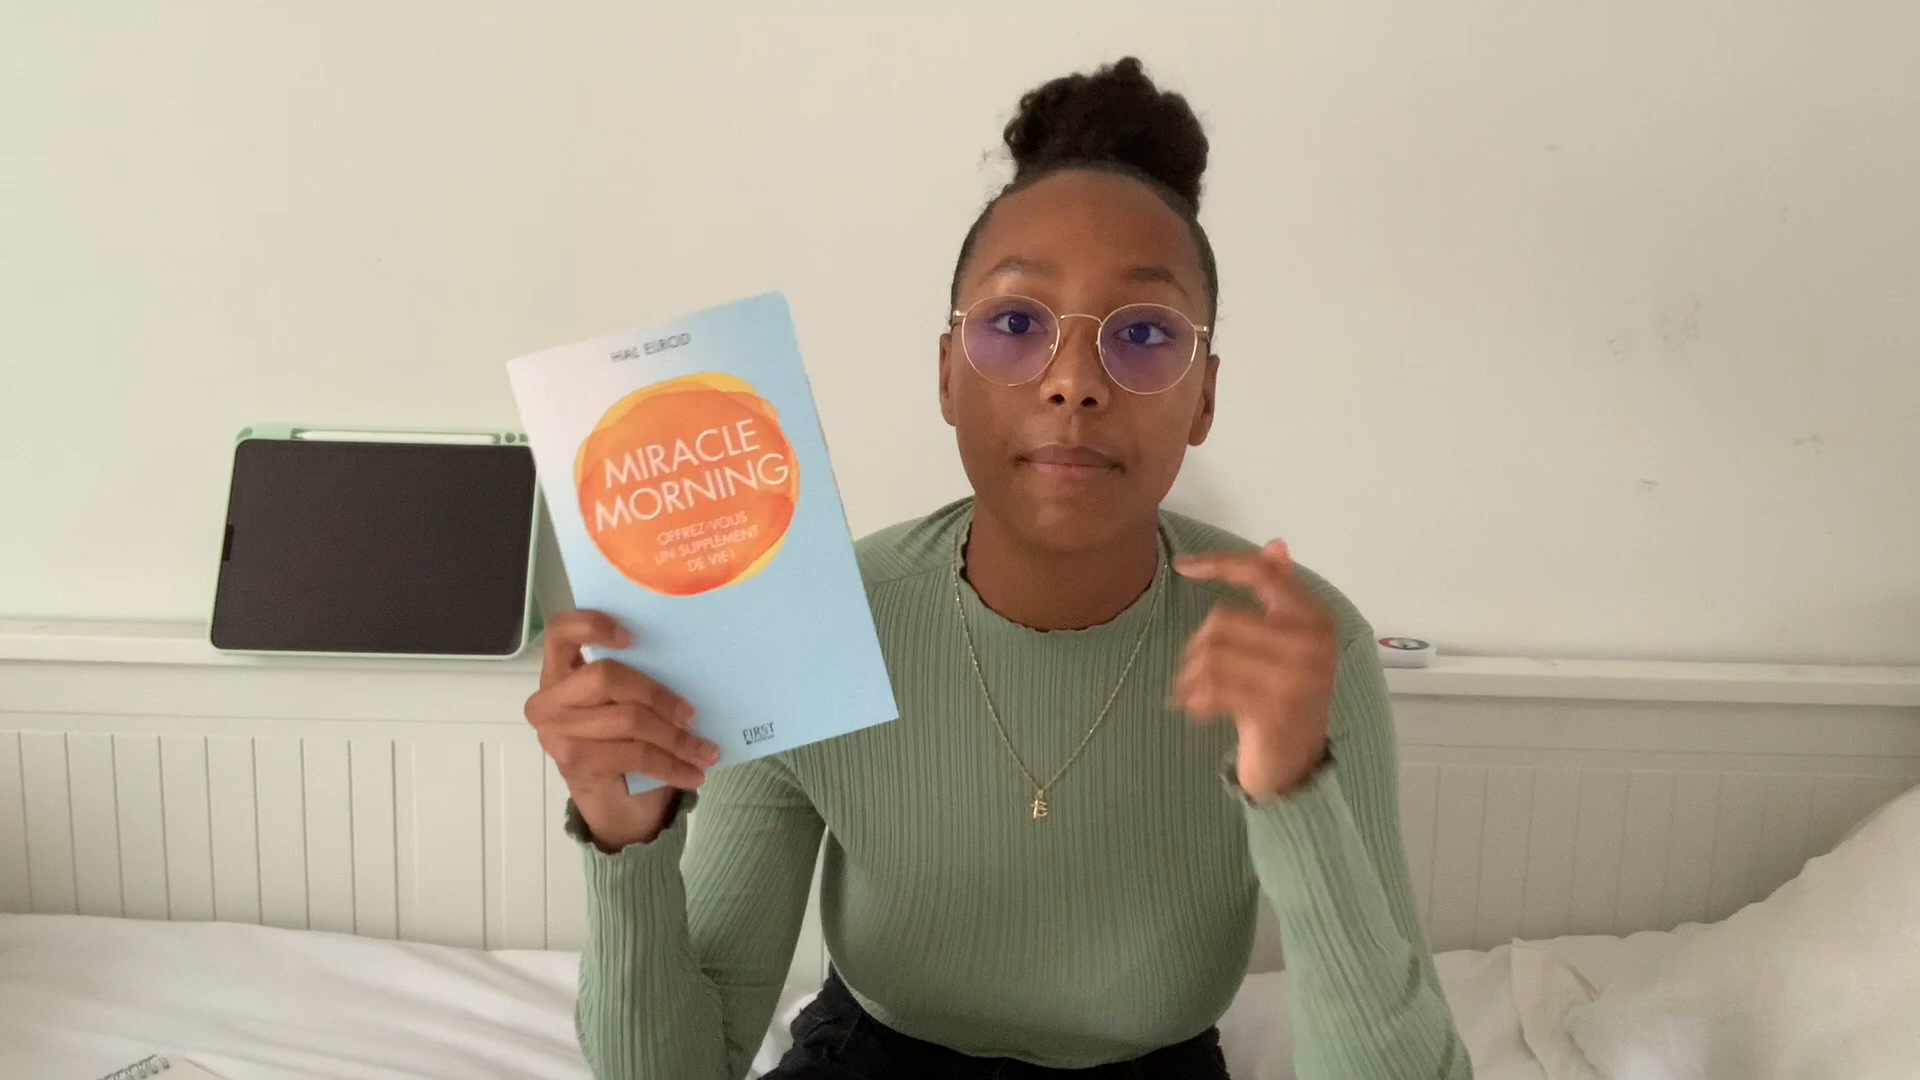 HAL ELROD
MIRACLE
MORNING
OFFREZ-VOUS
UN SUPPLÉMENT
DE VIE !
FIRST